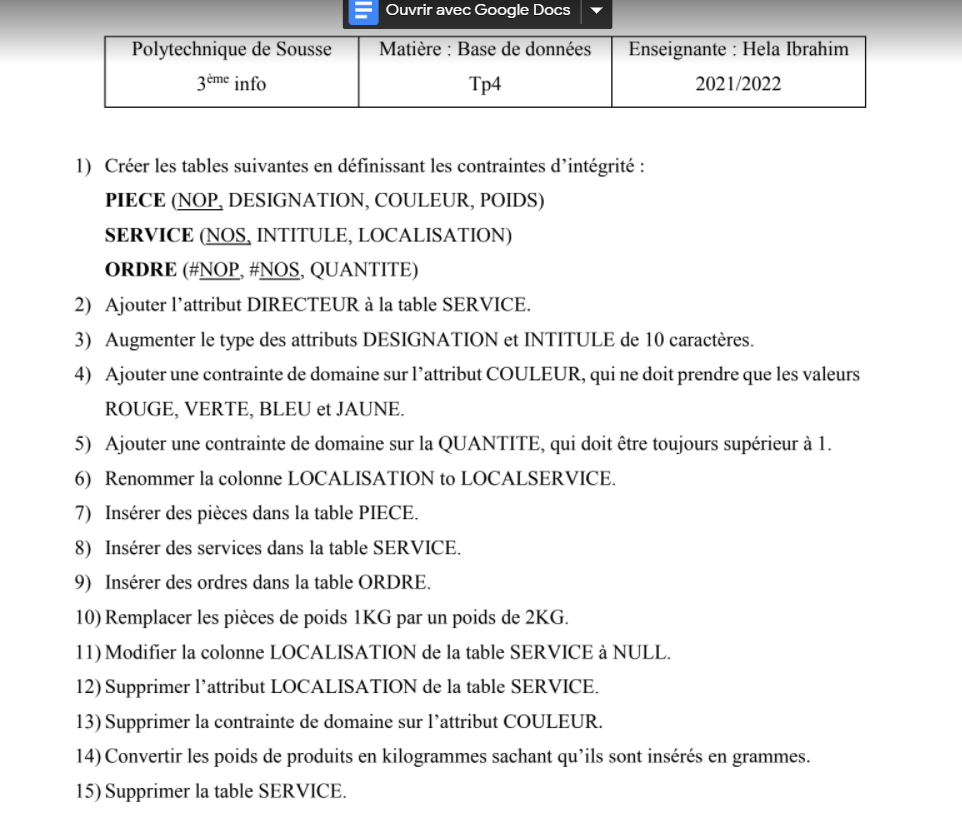 Ouvrir avec Google Docs
Polytechnique de Sousse
3ème info
Matière : Base de données
Tp4
Enseignante : Hela Ibrahim
2021/2022
1) Créer les tables suivantes en définissant les contraintes d’intégrité :
PIECE (NOP, DESIGNATION, COULEUR, POIDS)
SERVICE (NOS, INTITULE, LOCALISATION)
ORDRE (#NOP, #NOS, QUANTITE)
2) Ajouter l’attribut DIRECTEUR à la table SERVICE.
3) Augmenter le type des attributs DESIGNATION et INTITULE de 10 caractères.
4) Ajouter une contrainte de domaine sur l’attribut COULEUR, qui ne doit prendre que les valeurs
ROUGE, VERTE, BLEU et JAUNE.
5) Ajouter une contrainte de domaine sur la QUANTITE, qui doit être toujours supérieur à 1.
6) Renommer la colonne LOCALISATION to LOCALSERVICE.
7) Insérer des pièces dans la table PIECE.
8) Insérer des services dans la table SERVICE.
9) Insérer des ordres dans la table ORDRE.
10) Remplacer les pièces de poids 1KG par un poids de 2KG.
11) Modifier la colonne LOCALISATION de la table SERVICE à NULL.
12) Supprimer l’attribut LOCALISATION de la table SERVICE.
13) Supprimer la contrainte de domaine sur l’attribut COULEUR.
14) Convertir les poids de produits en kilogrammes sachant qu’ils sont insérés en grammes.
15) Supprimer la table SERVICE.